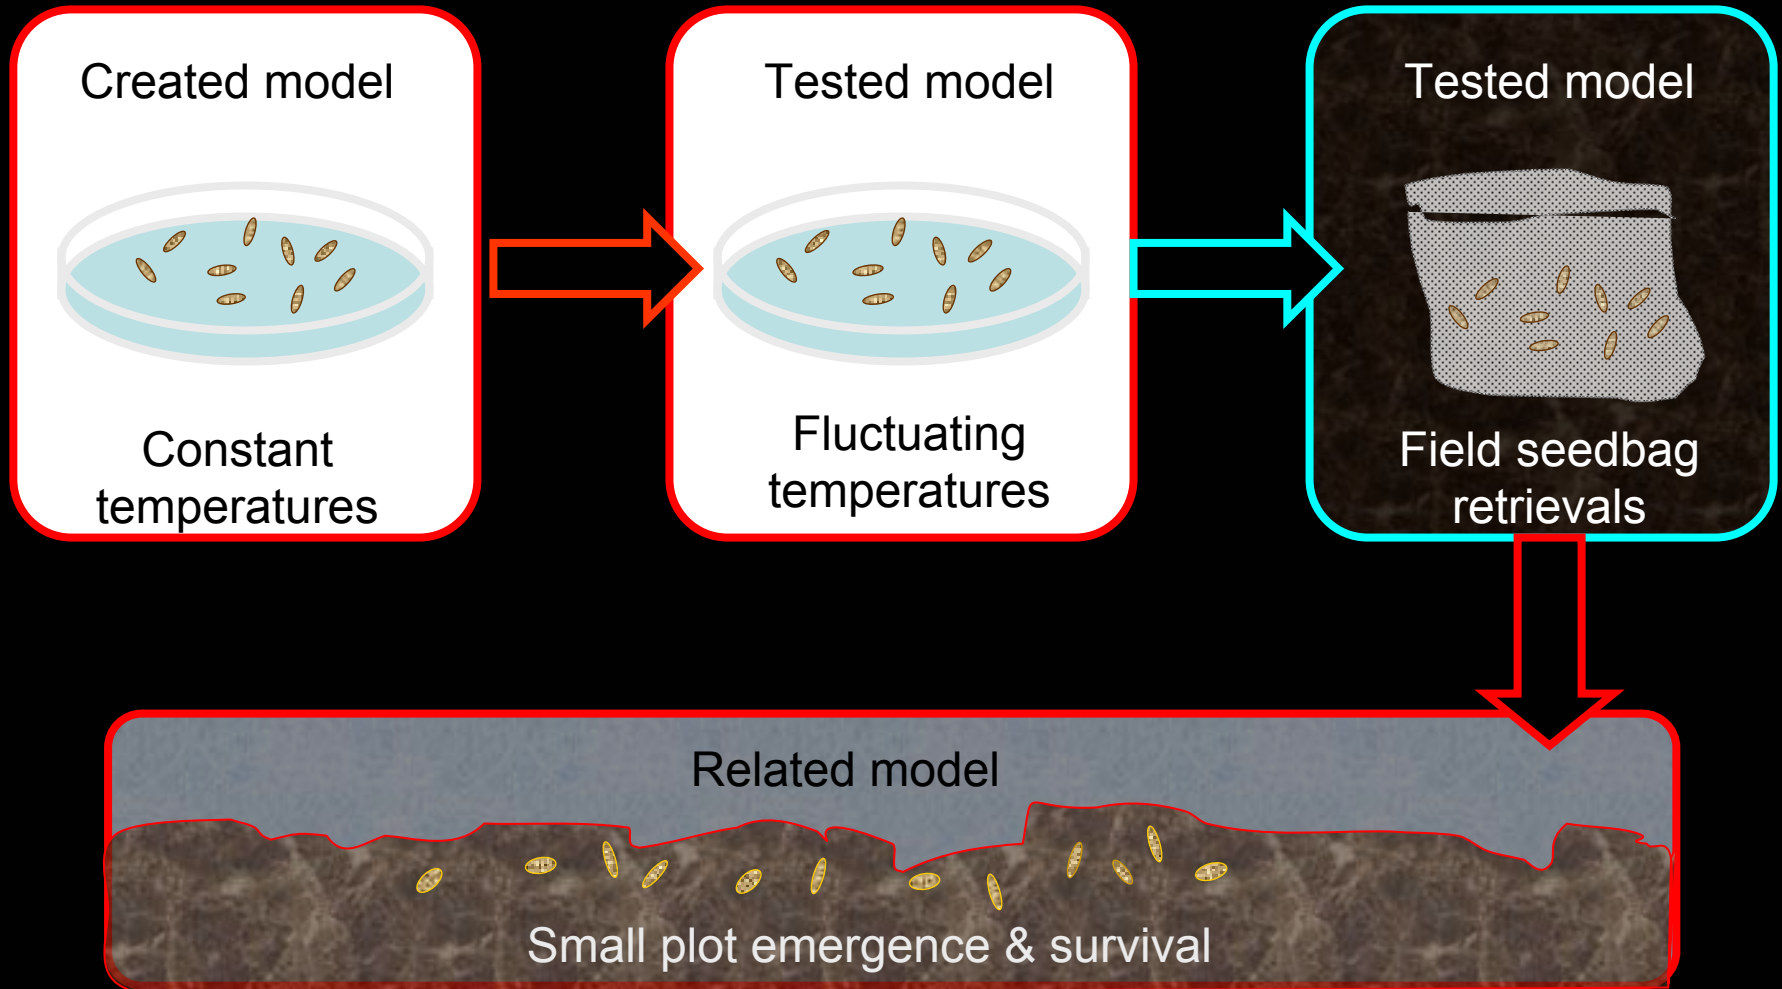 Created model
Constant
temperatures
Tested model
Fluctuating
temperatures
Tested model
Field seedbag
retrievals
Related model
Small plot emergence & survival